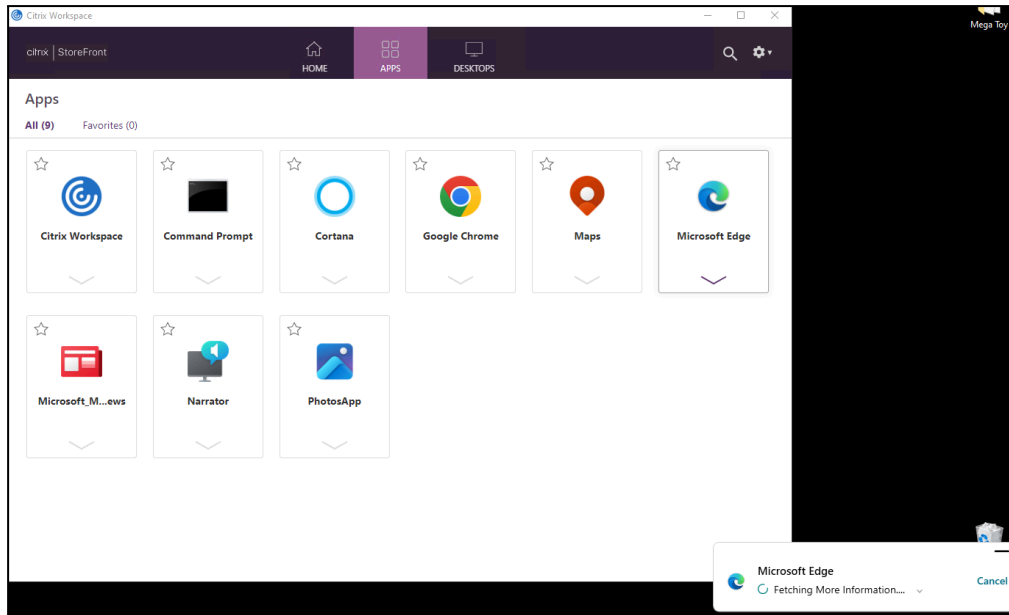 Citrix Workspace
Mega Toy
citrix | StoreFront
HOME
APPS
DESKTOPS
Apps
All (9)
Favorites (0)
Citrix Workspace
Command Prompt
Cortana
Google Chrome
Maps
Microsoft Edge
Microsoft_M...ews
Narrator
PhotosApp
Microsoft Edge
Fetching More Information....
Cancel